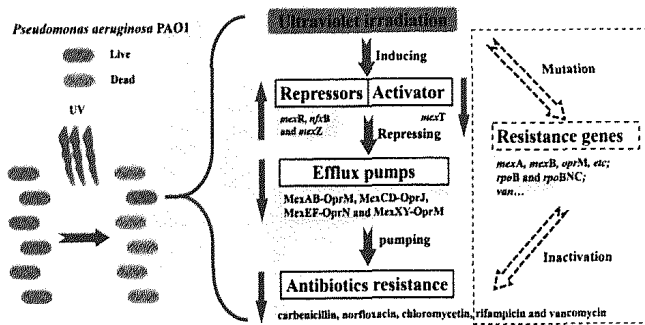 Pseudomonas aeruginosa PAO1
Live
Dead
UV
Ultraviolet irradiation
Inducing
Repressors Activator
mexR, nfxB
and mexZ
mexT
Repressing
Efflux pumps
MexAB-OprM, MexCD-OprJ,
MexEF-OprN and MexXY-OprM
pumping
Antibiotics resistance
carbenicillin, norfloxacin, chloromycetin, rifampicin and vancomycin
Mutation
Resistance genes
mexA, mexB, oprM, etc;
rpoB and rpoBNC;
van…
Inactivation